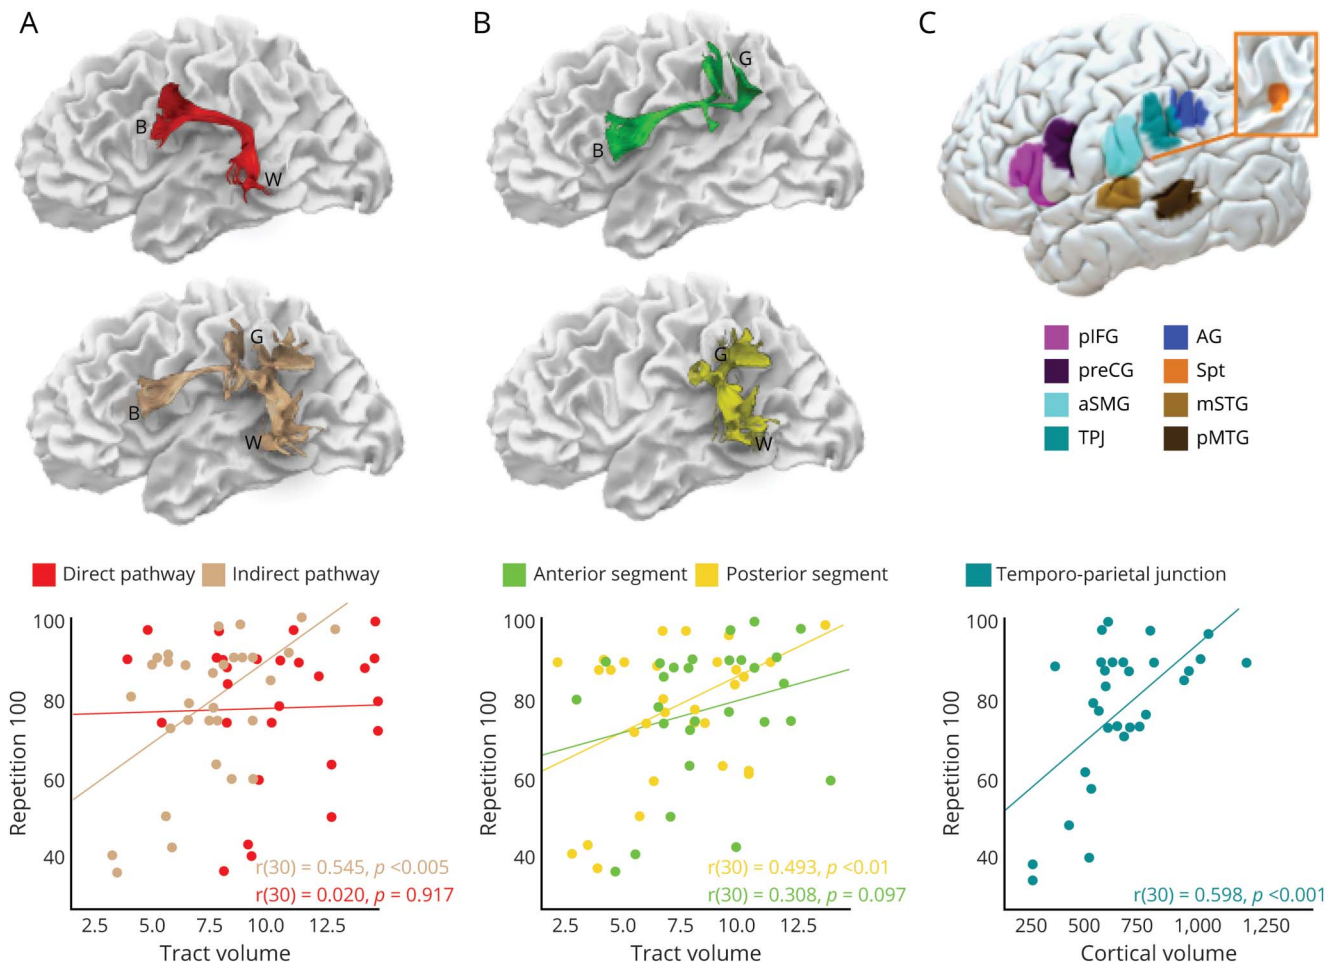 A
B
C
B
W
B
G
G
B
W
G
W
pIFG
AG
preCG
Spt
aSMG
mSTG
TPJ
pMTG
Direct pathway
Indirect pathway
Repetition 100
100
80
60
40
r(30) = 0.545, p <0.005
r(30) = 0.020, p = 0.917
2.5 5.0 7.5 10.0 12.5
Tract volume
Anterior segment
Posterior segment
Repetition 100
100
80
60
40
r(30) = 0.493, p <0.01
r(30) = 0.308, p = 0.097
2.5 5.0 7.5 10.0 12.5
Tract volume
Temporo-parietal junction
Repetition 100
100
80
60
40
r(30) = 0.598, p <0.001
250 500 750 1,000 1,250
Cortical volume